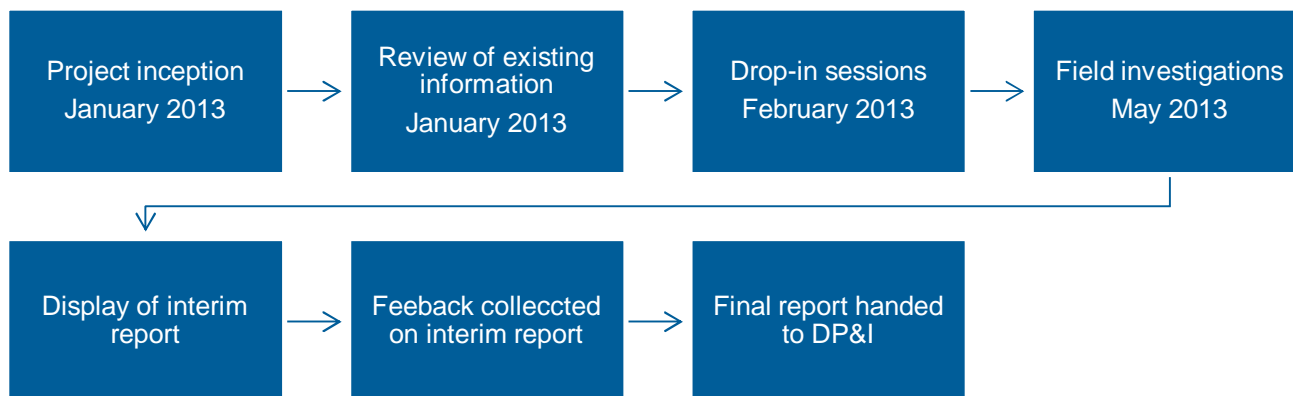 Project inception
January 2013
Review of existing
information
January 2013
Drop-in sessions
February 2013
Field investigations
May 2013
Display of interim
report
Feeback colleccted
on interim report
Final report handed
to DP&I